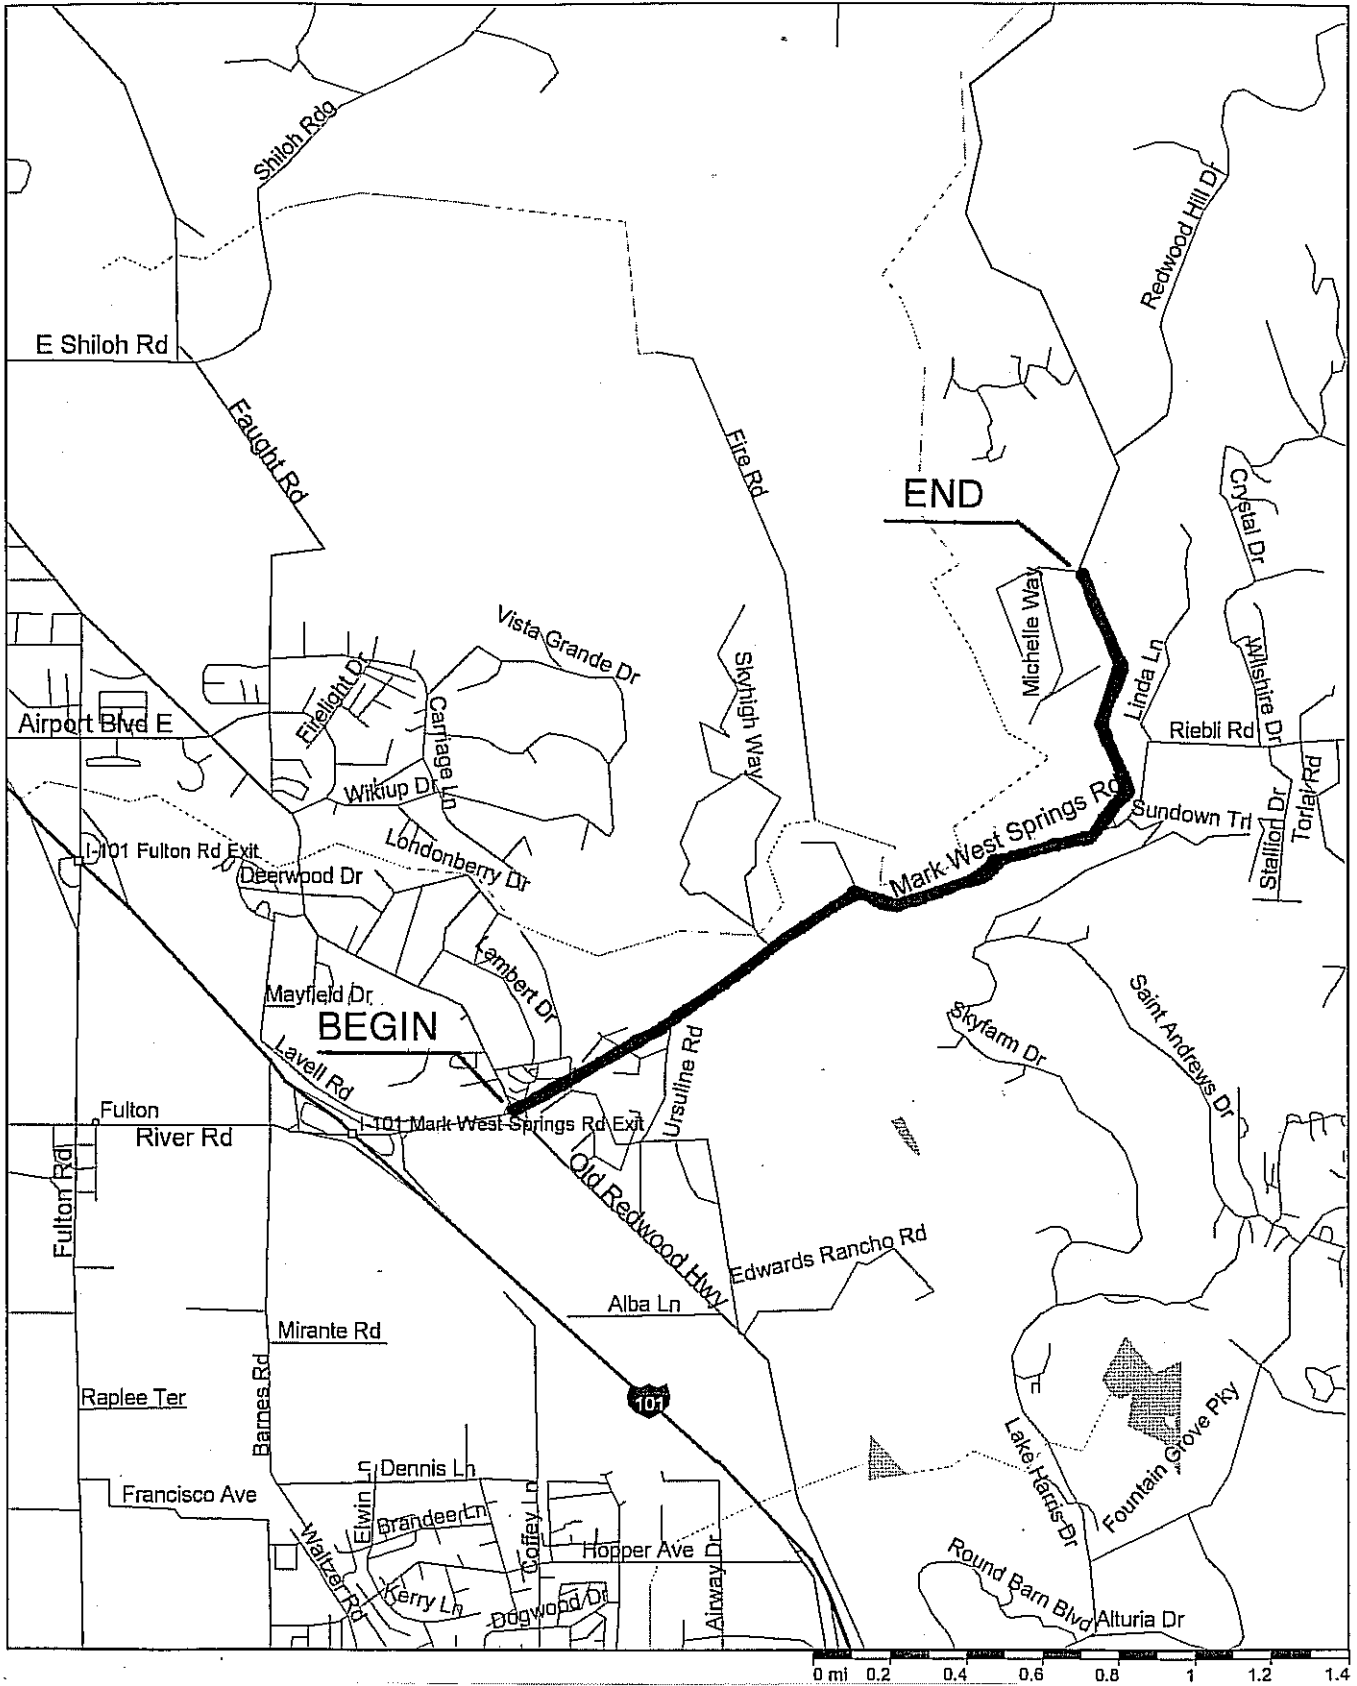 Shiloh Rdg
Redwood Hill Dr
E Shiloh Rd
Faught Rd
Fire Rd
END
Crystal Dr
Michelle Way
Vista Grande Dr
Linda Ln
Wilshire Dr
Firelight Dr
Skyhigh Way
Carriage Ln
Airport Blvd E
Riebli Rd
Torlai Rd
Wikiup Dr
Mark West Springs Rd
Sundown Trl
Stallion Dr
Londonberry Dr
I-101 Fulton Rd Exit
Deerwood Dr
Lambert Dr
Mayfield Dr
BEGIN
Skyfarm Dr
Saint Andrews Dr
Lavell Rd
Ursuline Rd
Fulton
River Rd
I-101 Mark West Springs Rd Exit
Fulton Rd
Old Redwood Hwy
Edwards Rancho Rd
Alba Ln
Mirante Rd
Barnes Rd
Raplee Ter
101
Fountain Grove Pky
Lake Harris Dr
Dennis Ln
Elwin Ln
Francisco Ave
Brandee Ln
Coffey Ln
Waltzer Rd
Hopper Ave
Airway Dr
Round Barn Blvd
Kerry Ln
Dogwood Dr
Alturia Dr
0 mi 0.2 0.4 0.6 0.8 1 1.2 1.4